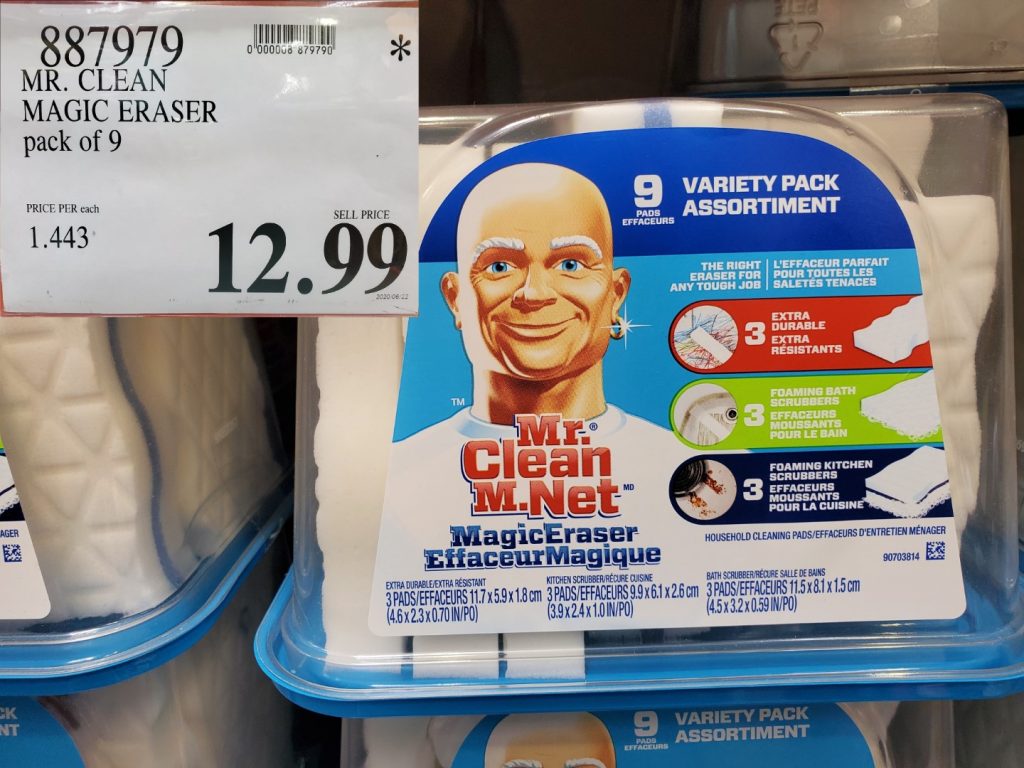 887979
0 000008 879790
*
MR. CLEAN
MAGIC ERASER
pack of 9
PRICE PER each
1.443
SELL PRICE
12.99
2020/06/22
9
PADS
EFFACEURS
VARIETY PACK
ASSORTIMENT
THE RIGHT
ERASER FOR
ANY TOUGH JOB
L'EFFACEUR PARFAIT
POUR TOUTES LES
SALETÉS TENACES
3
EXTRA
DURABLE
EXTRA
RÉSISTANTS
3
FOAMING BATH
SCRUBBERS
EFFACEURS
MOUSSANTS
POUR LE BAIN
3
FOAMING KITCHEN
SCRUBBERS
EFFACEURS
MOUSSANTS
POUR LA CUISINE
TM
Mr.®
Clean
M.Net MD
MagicEraser
EffaceurMagique
HOUSEHOLD CLEANING PADS/EFFACEURS D'ENTRETIEN MÉNAGER
90703814
EXTRA DURABLE/EXTRA RÉSISTANT
3 PADS/EFFACEURS 11.7 x 5.9 x 1.8 cm
(4.6 x 2.3 x 0.70 IN/PO)
KITCHEN SCRUBBER/RÉCURE CUISINE
3 PADS/EFFACEURS 9.9 x 6.1 x 2.6 cm
(3.9 x 2.4 x 1.0 IN/PO)
BATH SCRUBBER/RÉCURE SALLE DE BAINS
3 PADS/EFFACEURS 11.5 x 8.1 x 1.5 cm
(4.5 x 3.2 x 0.59 IN/PO)
NAGER
CK
NT
9
PADS
EFFACEURS
VARIETY PACK
ASSORTIMENT